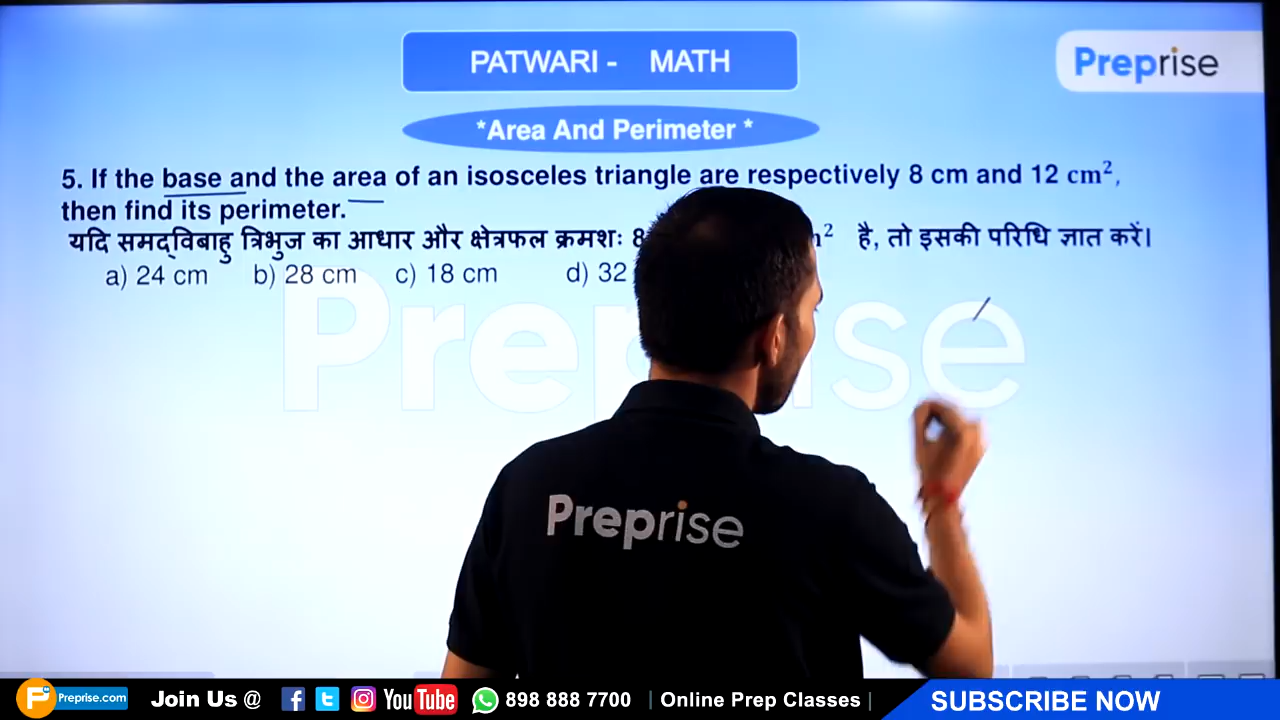 PATWARI - MATH
Preprise
*Area And Perimeter *
5. If the base and the area of an isosceles triangle are respectively 8 cm and 12 cm²,
then find its perimeter.
यदि समद्विबाहु त्रिभुज का आधार और क्षेत्रफल क्रमशः 8 है, तो इसकी परिधि ज्ञात करें।
a) 24 cm b) 28 cm c) 18 cm d) 32
Preprise
Preprise
Preprise.com Join Us @ YouTube 898 888 7700 | Online Prep Classes | SUBSCRIBE NOW